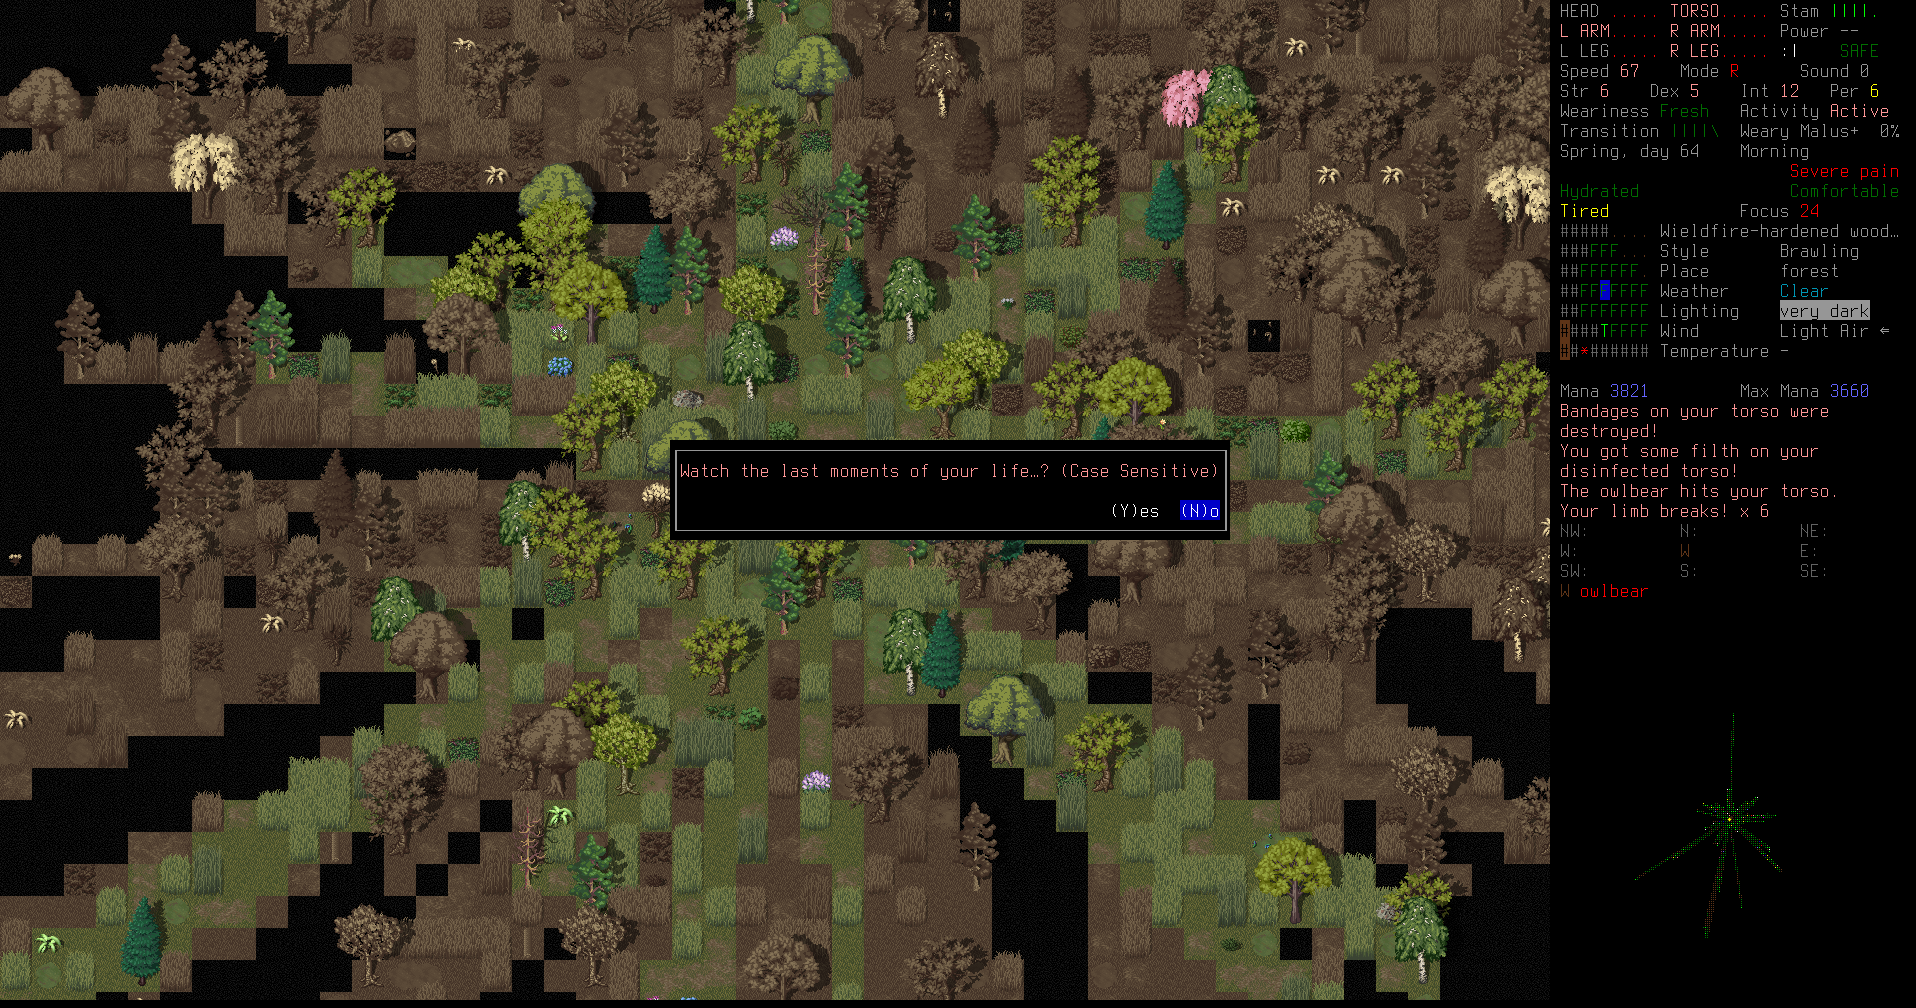 HEAD ..... TORSO..... Stam ||||.
L ARM..... R ARM..... Power --
L LEG..... R LEG..... :| SAFE
Speed 67 Mode R Sound 0
Str 6 Dex 5 Int 12 Per 6
Weariness Fresh Activity Active
Transition ||||\ Weary Malus+ 0%
Spring, day 64 Morning
Severe pain
Hydrated Comfortable
Tired Focus 24
#####.... Wieldfire-hardened wood…
###FFF... Style Brawling
##FFFFFF. Place forest
##FFFFFFF Weather Clear
##FFFFFFF Lighting very dark
####TFFFF Wind Light Air ⇐
##*###### Temperature -
Mana 3821 Max Mana 3660
Bandages on your torso were
destroyed!
You got some filth on your
disinfected torso!
The owlbear hits your torso.
Your limb breaks! x 6
NW: N: NE:
W: W E:
SW: S: SE:
W owlbear
Watch the last moments of your life…? (Case Sensitive)
(Y)es (N)o